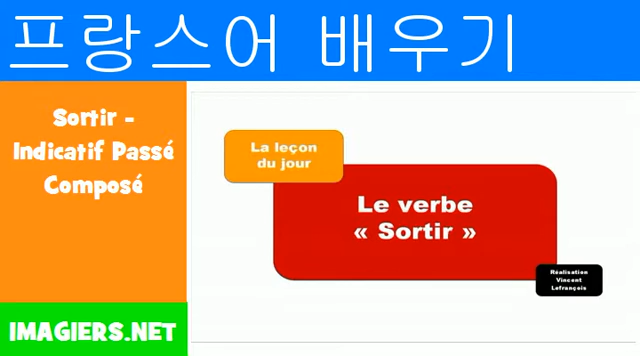 프랑스어 배우기
Sortir -
Indicatif Passé
Composé
La leçon
du jour
Le verbe
« Sortir »
Réalisation
Vincent
Lefrançais
IMAGIERS.NET